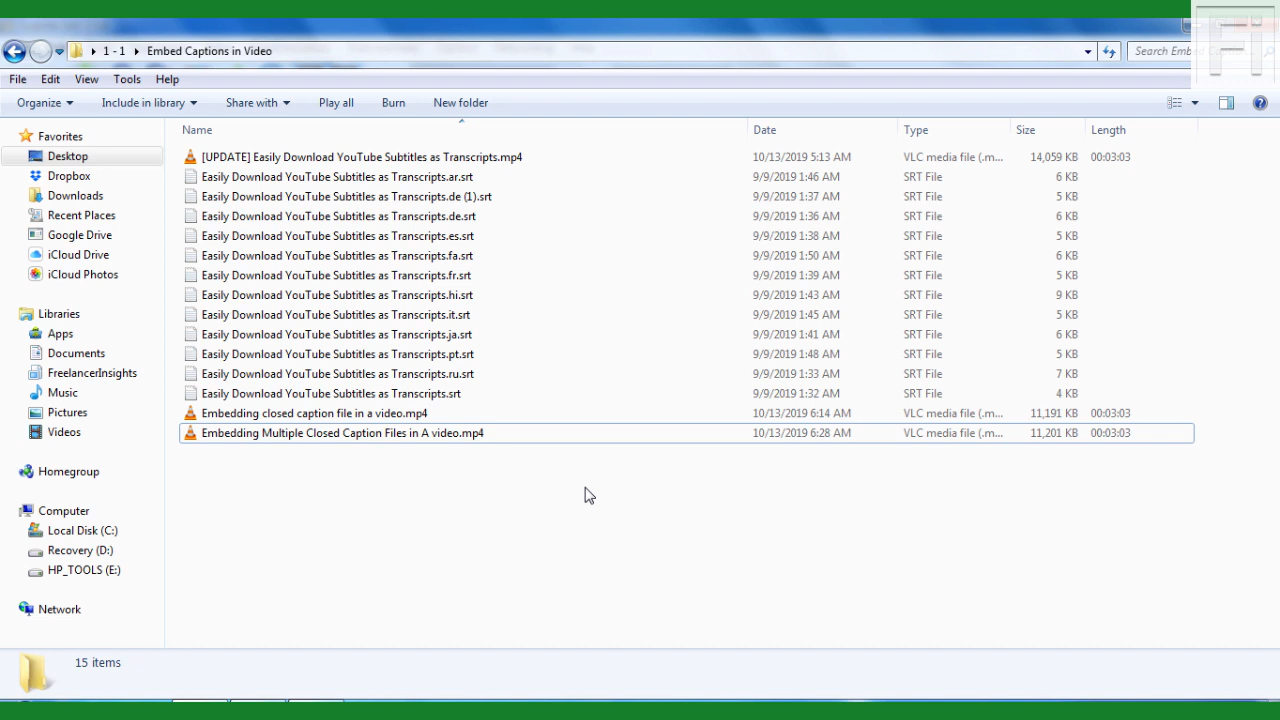 FI
1 - 1 Embed Captions in Video Search Embed
File Edit View Tools Help
Organize Include in library Share with Play all Burn New folder
Name Date Type Size Length
Favorites
Desktop
Dropbox
Downloads
Recent Places
Google Drive
iCloud Drive
iCloud Photos
Libraries
Apps
Documents
FreelancerInsights
Music
Pictures
Videos
Homegroup
Computer
Local Disk (C:)
Recovery (D:)
HP_TOOLS (E:)
Network
[UPDATE] Easily Download YouTube Subtitles as Transcripts.mp4 10/13/2019 5:13 AM VLC media file (.m... 14,059 KB 00:03:03
Easily Download YouTube Subtitles as Transcripts.ar.srt 9/9/2019 1:46 AM SRT File 6 KB
Easily Download YouTube Subtitles as Transcripts.de (1).srt 9/9/2019 1:37 AM SRT File 5 KB
Easily Download YouTube Subtitles as Transcripts.de.srt 9/9/2019 1:36 AM SRT File 6 KB
Easily Download YouTube Subtitles as Transcripts.es.srt 9/9/2019 1:38 AM SRT File 5 KB
Easily Download YouTube Subtitles as Transcripts.fa.srt 9/9/2019 1:50 AM SRT File 6 KB
Easily Download YouTube Subtitles as Transcripts.fr.srt 9/9/2019 1:39 AM SRT File 5 KB
Easily Download YouTube Subtitles as Transcripts.hi.srt 9/9/2019 1:43 AM SRT File 9 KB
Easily Download YouTube Subtitles as Transcripts.it.srt 9/9/2019 1:45 AM SRT File 5 KB
Easily Download YouTube Subtitles as Transcripts.ja.srt 9/9/2019 1:41 AM SRT File 6 KB
Easily Download YouTube Subtitles as Transcripts.pt.srt 9/9/2019 1:48 AM SRT File 5 KB
Easily Download YouTube Subtitles as Transcripts.ru.srt 9/9/2019 1:33 AM SRT File 7 KB
Easily Download YouTube Subtitles as Transcripts.srt 9/9/2019 1:32 AM SRT File 4 KB
Embedding closed caption file in a video.mp4 10/13/2019 6:14 AM VLC media file (.m... 11,191 KB 00:03:03
Embedding Multiple Closed Caption Files in A video.mp4 10/13/2019 6:28 AM VLC media file (.m... 11,201 KB 00:03:03
15 items